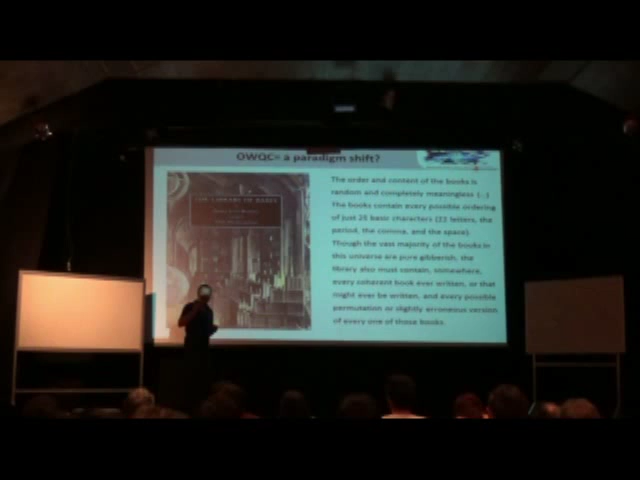 OWQC= a paradigm shift?
THE LIBRARY OF BABEL
The order and content of the books is
random and completely meaningless (...)
The books contain every possible ordering
of just 25 basic characters (22 letters, the
period, the comma, and the space).
Though the vast majority of the books in
this universe are pure gibberish, the
library also must contain, somewhere,
every coherent book ever written, or that
might ever be written, and every possible
permutation or slightly erroneous version
of every one of those books.